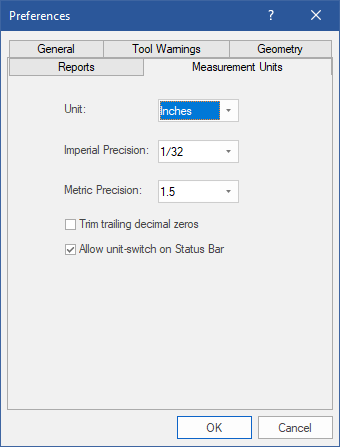 Preferences ?
General Tool Warnings Geometry
Reports Measurement Units
Unit: Inches
Imperial Precision: 1/32
Metric Precision: 1.5
Trim trailing decimal zeros
Allow unit-switch on Status Bar
OK Cancel